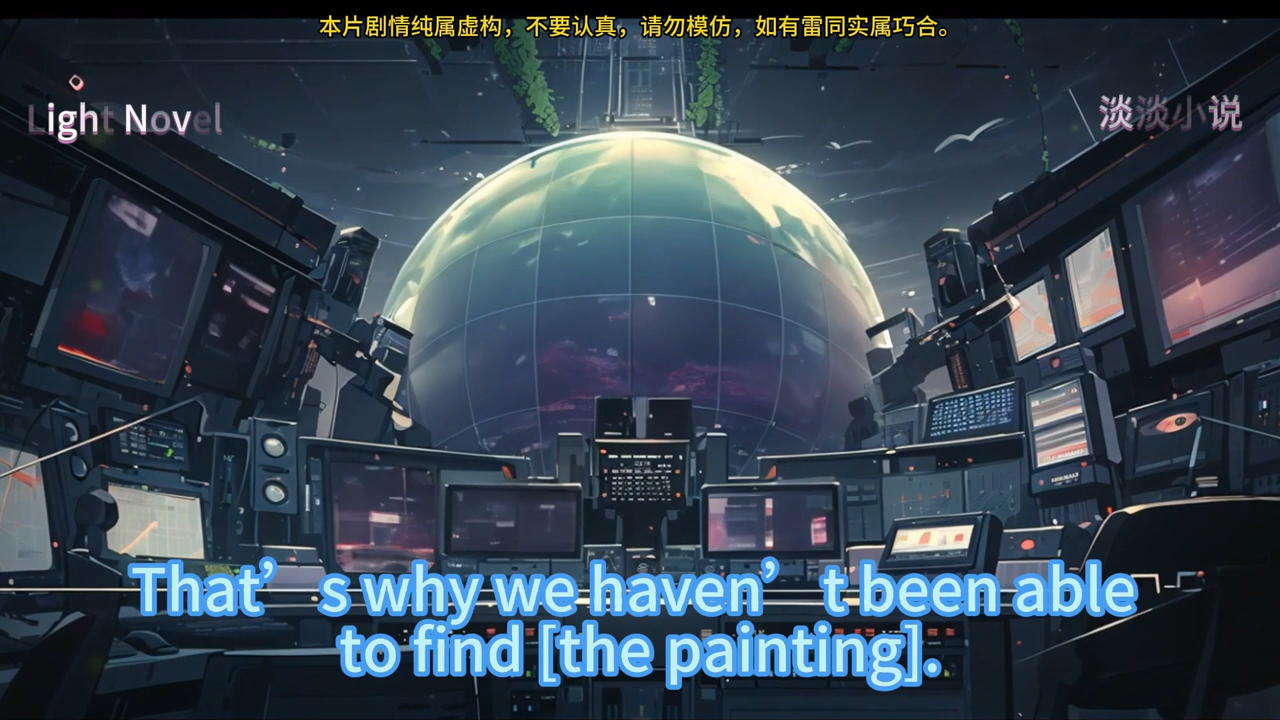 本片剧情纯属虚构，不要认真，请勿模仿，如有雷同实属巧合。
Light Novel
淡淡小说
That’s why we haven’t been able
to find [the painting].